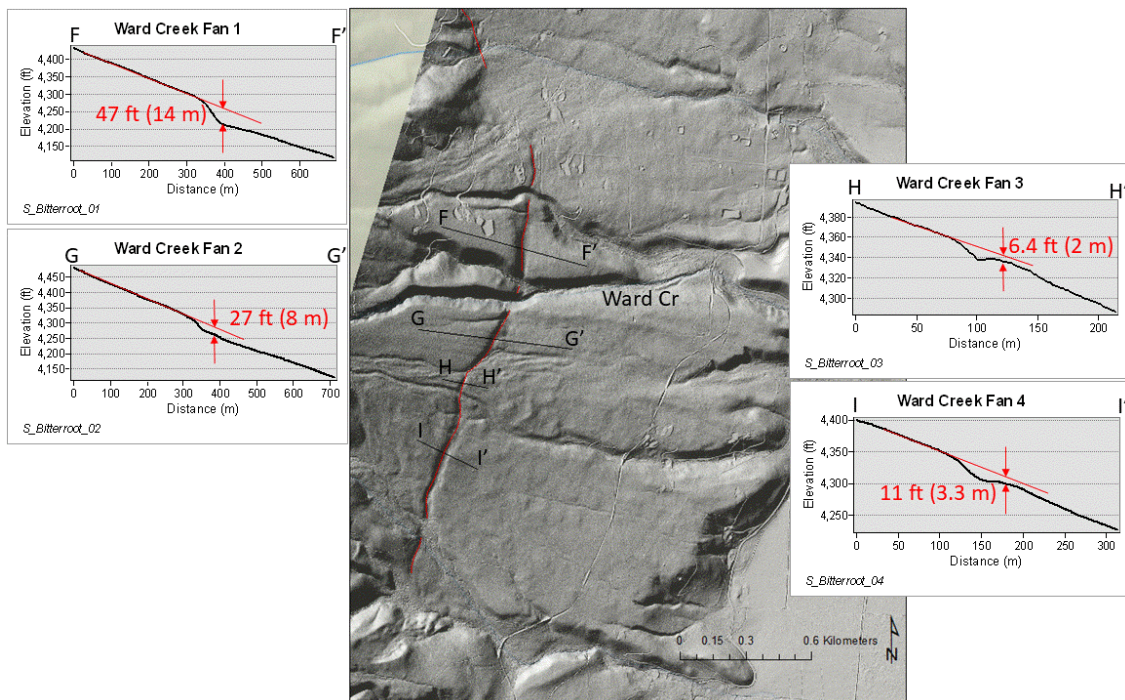 F
Ward Creek Fan 1
F'
Elevation (ft)
4,400
4,350
4,300
4,250
4,200
4,150
47 ft (14 m)
0 100 200 300 400 500 600
Distance (m)
S_Bitterroot_01
G
Ward Creek Fan 2
G'
Elevation (ft)
4,450
4,400
4,350
4,300
4,250
4,200
4,150
27 ft (8 m)
0 100 200 300 400 500 600 700
Distance (m)
S_Bitterroot_02
F
F'
Ward Cr
G
G'
H
H'
I
I'
0 0.15 0.3 0.6 Kilometers
N
H
Ward Creek Fan 3
H'
Elevation (ft)
4,380
4,360
4,340
4,320
4,300
6.4 ft (2 m)
0 50 100 150 200
Distance (m)
S_Bitterroot_03
I
Ward Creek Fan 4
I'
Elevation (ft)
4,400
4,350
4,300
4,250
11 ft (3.3 m)
0 50 100 150 200 250 300
Distance (m)
S_Bitterroot_04